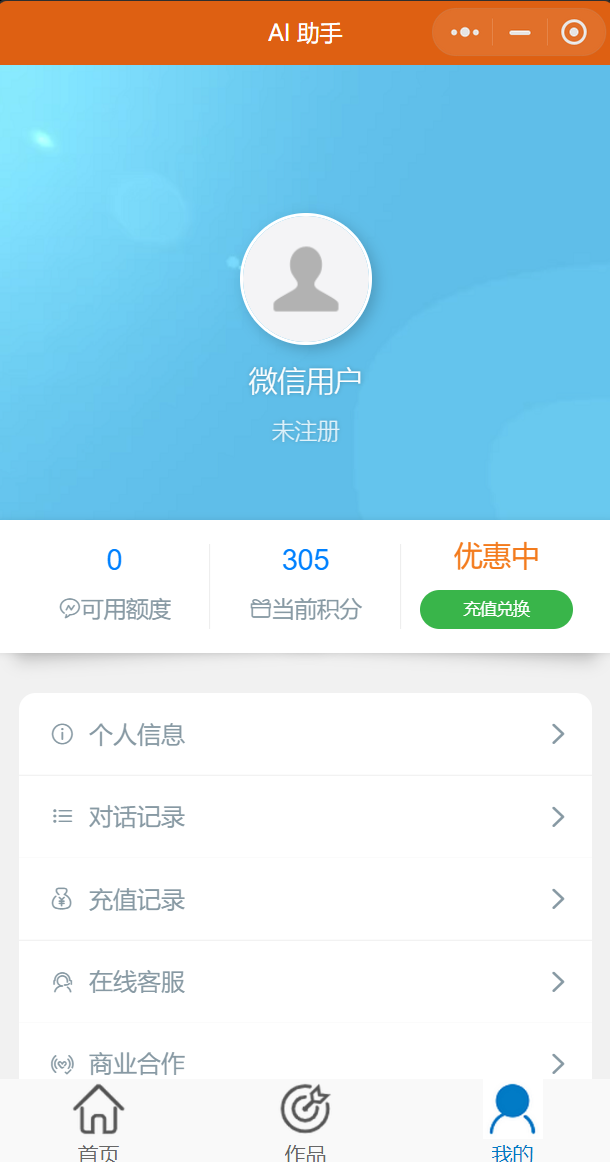 AI 助手
微信用户
未注册
0
305
优惠中
可用额度
当前积分
充值兑换
个人信息
对话记录
充值记录
在线客服
商业合作
首页
作品
我的